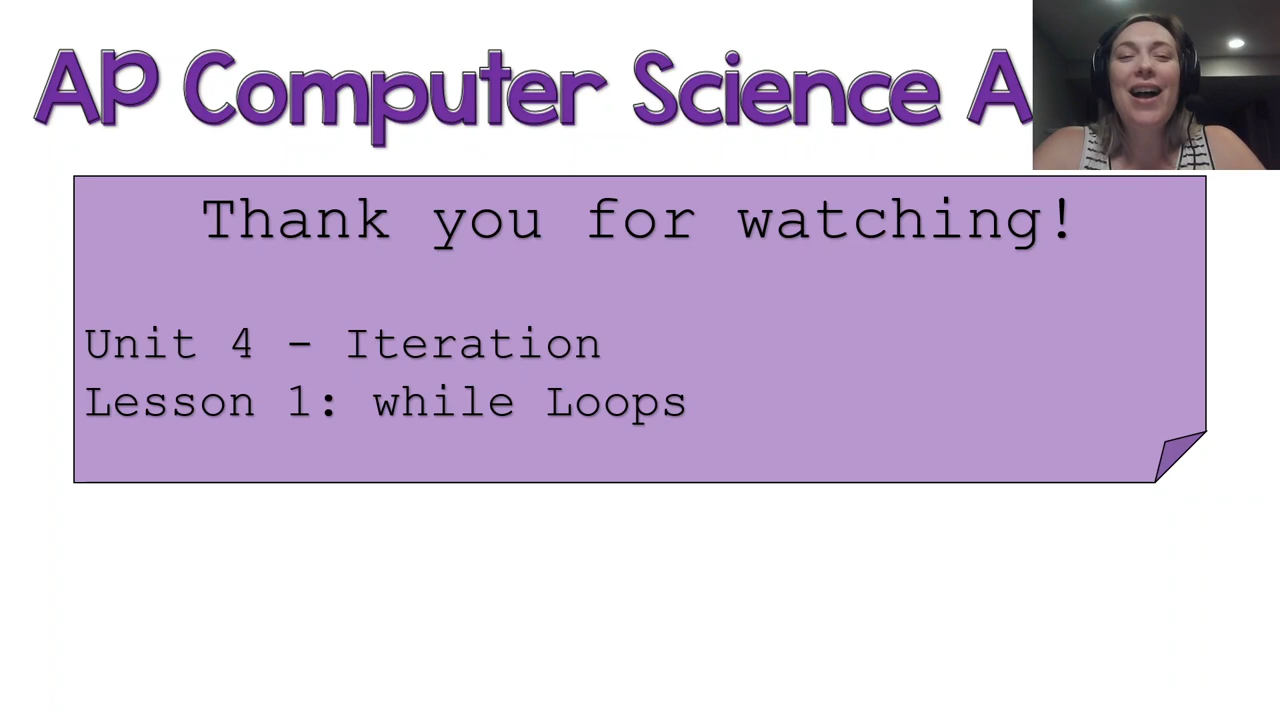 AP Computer Science A
Thank you for watching!
Unit 4 - Iteration
Lesson 1: while Loops